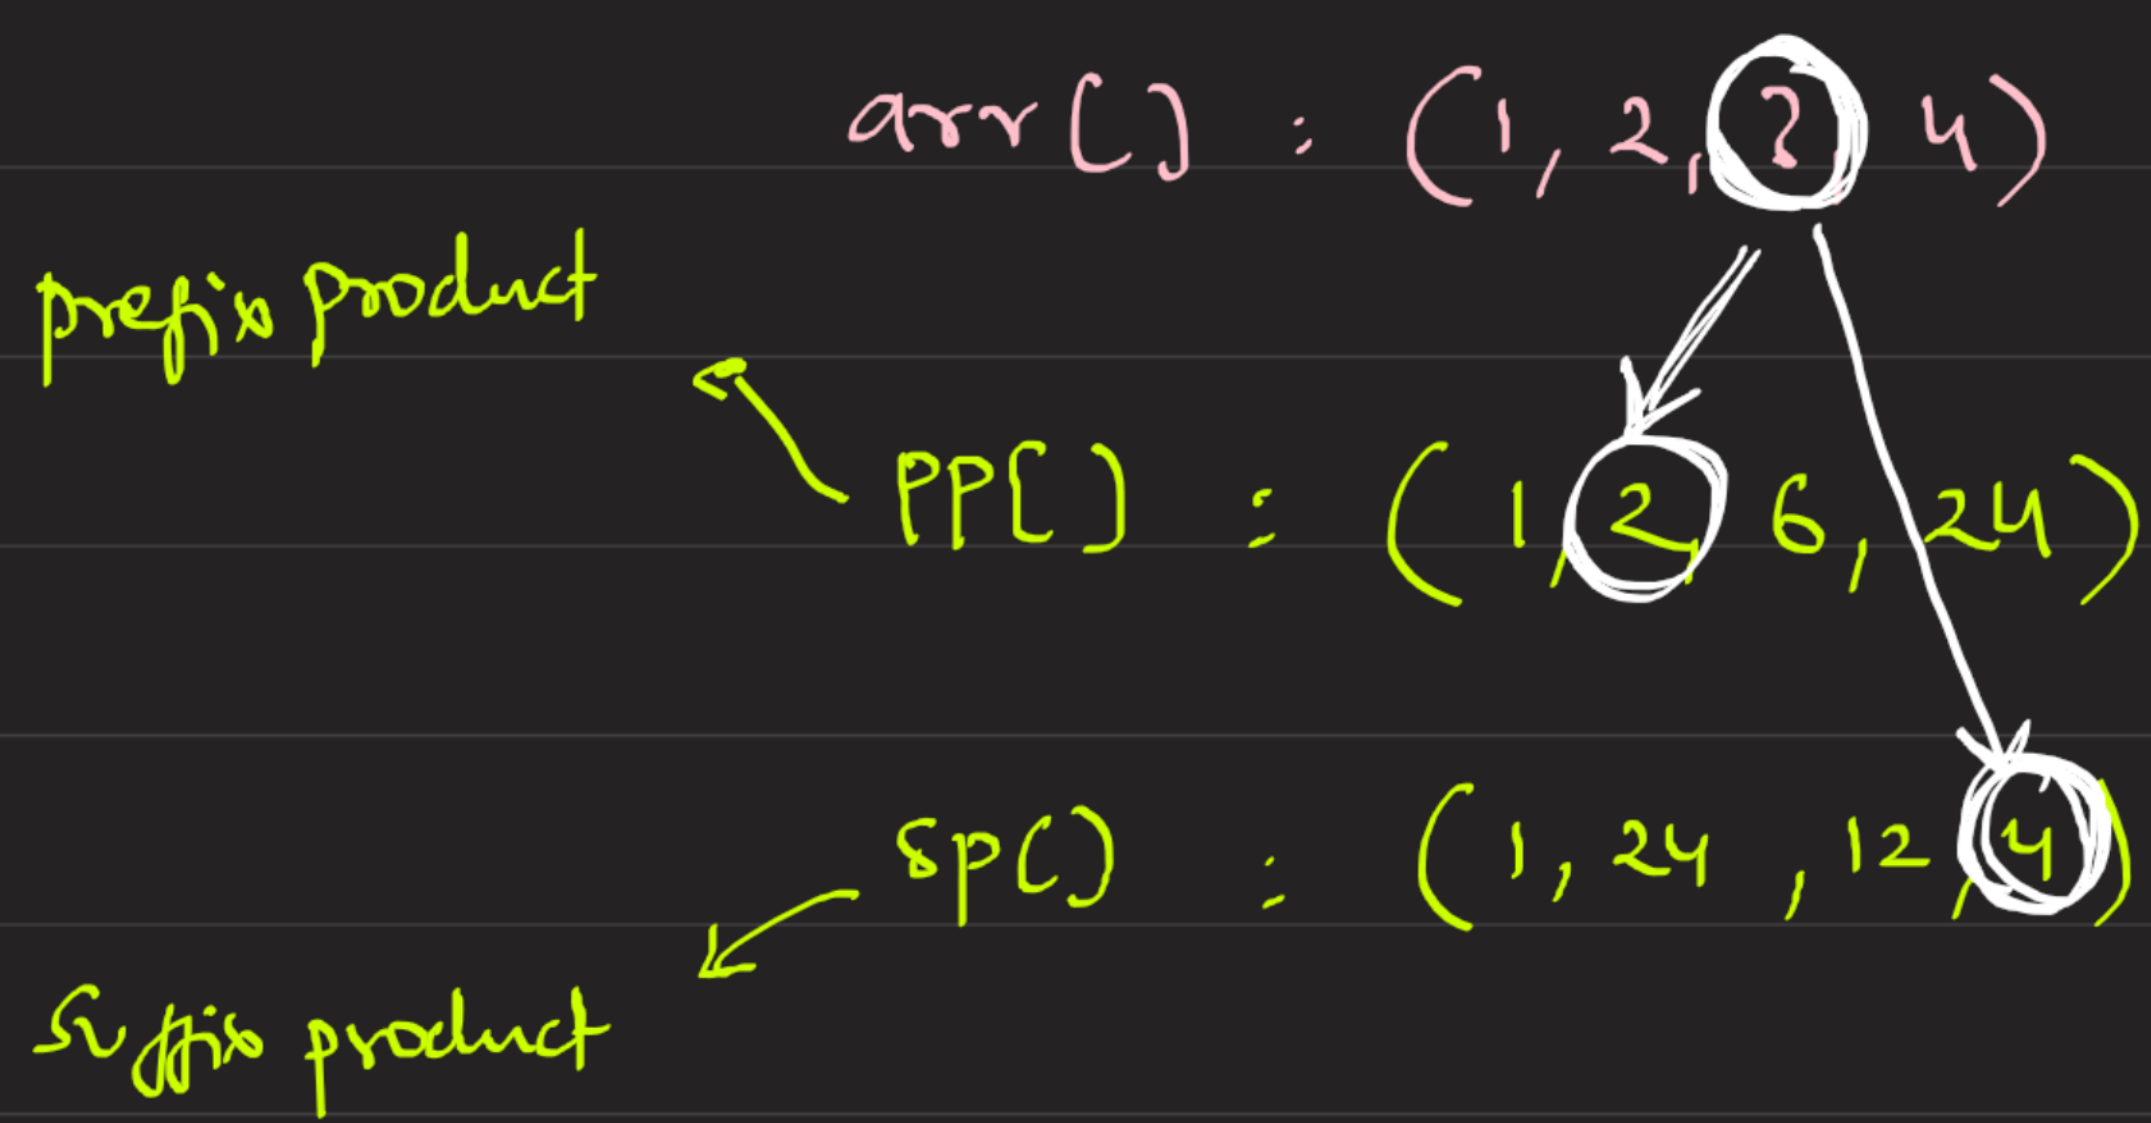 arr[] : (1, 2, 3, 4)
prefix product
PP[] : (1, 2, 6, 24)
SP[] : (1, 24, 12, 4)
Suffix product